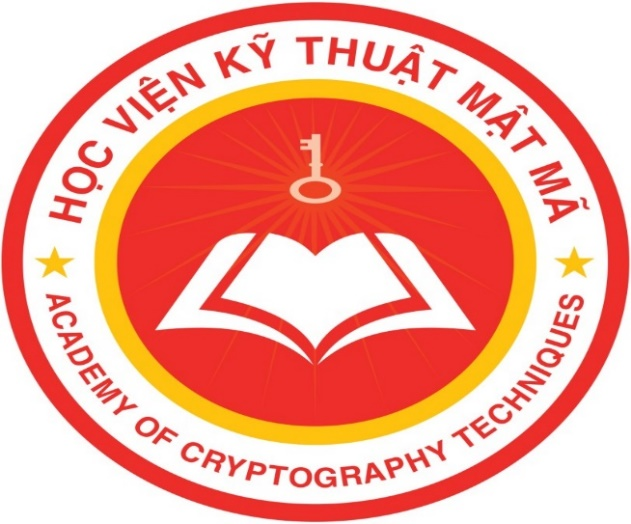 HỌC VIỆN KỸ THUẬT MẬT MÃ
ACADEMY OF CRYPTOGRAPHY TECHNIQUES